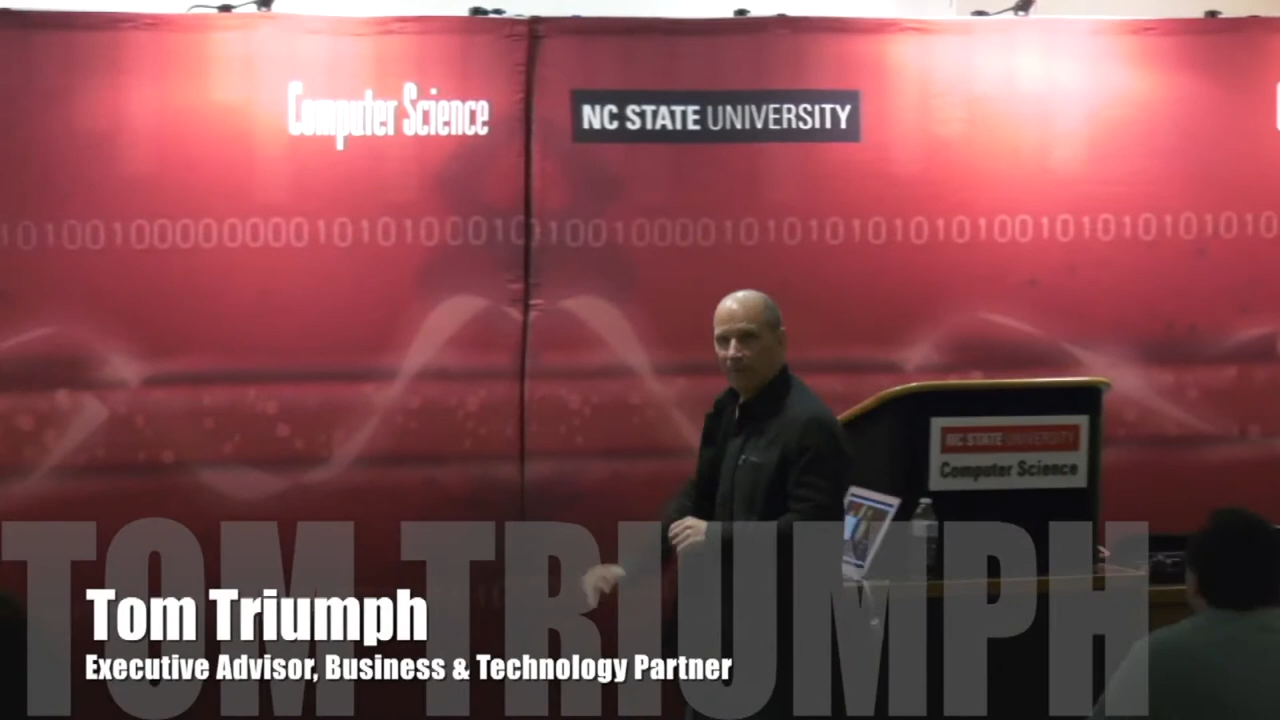 Computer Science
NC STATE UNIVERSITY
NC STATE UNIVERSITY
Computer Science
TOM TRIUMPH
Tom Triumph
Executive Advisor, Business & Technology Partner